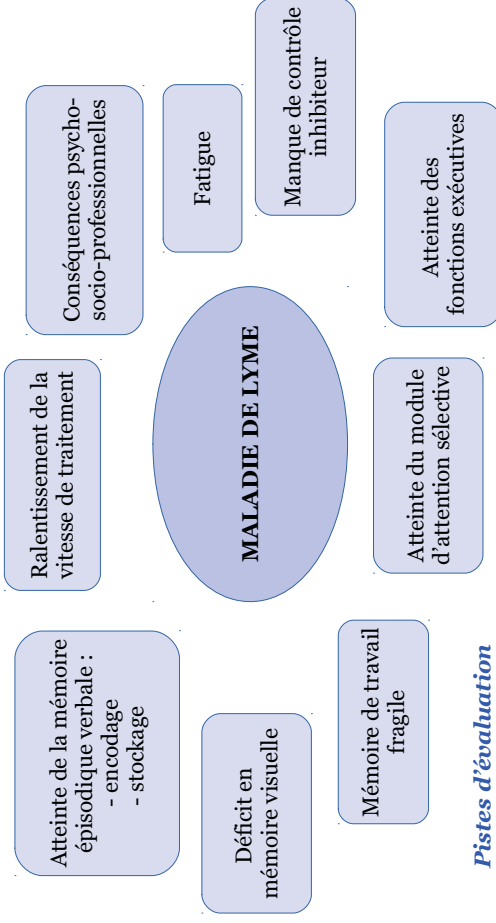 Atteinte de la mémoire
épisodique verbale :
- encodage
- stockage
Ralentissement de la
vitesse de traitement
Conséquences psycho-
socio-professionnelles
Fatigue
Manque de contrôle
inhibiteur
Atteinte des
fonctions exécutives
Atteinte du module
d'attention sélective
Mémoire de travail
fragile
Déficit en
mémoire visuelle
MALADIE DE LYME
Pistes d'évaluation